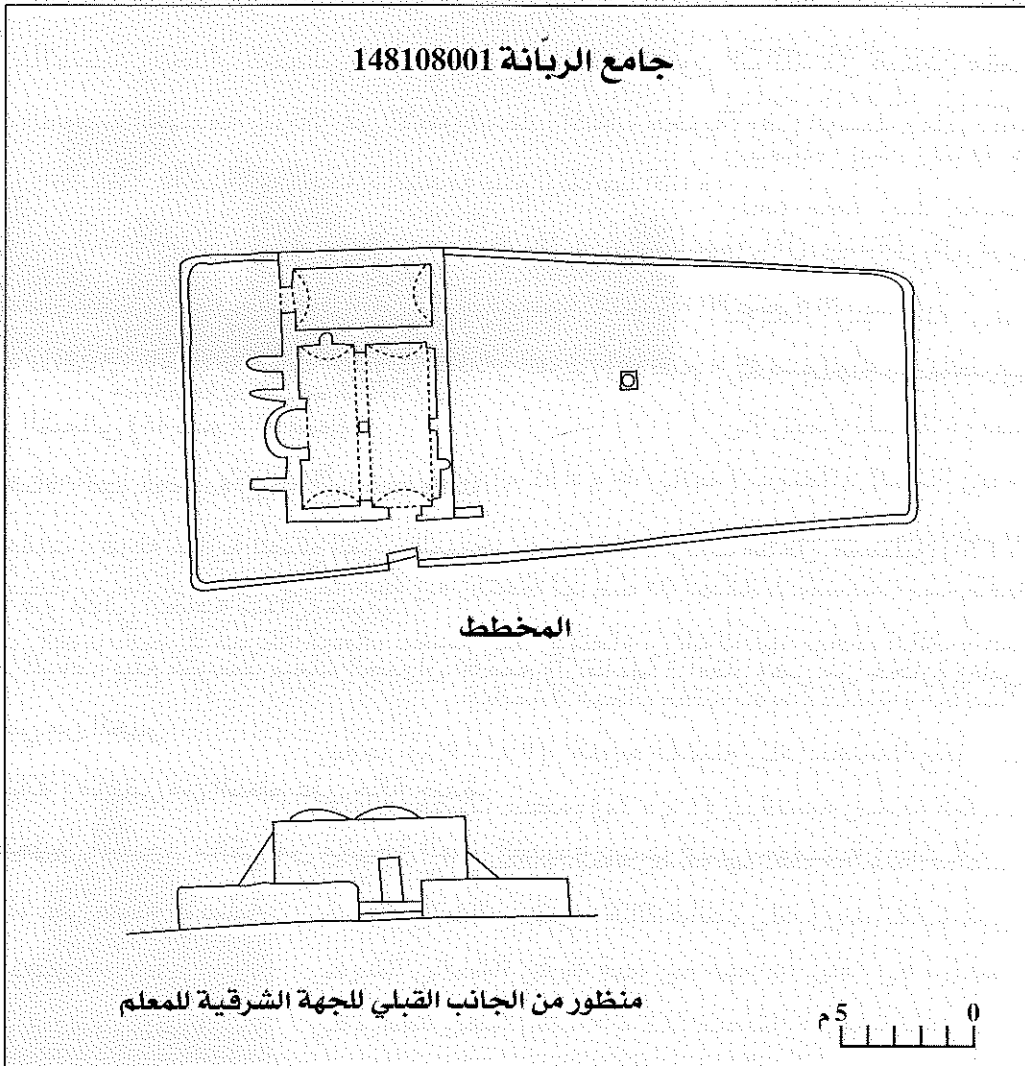 جامع الربّانة 148108001
المخطط
منظور من الجانب القبلي للجهة الشرقية للمعلم
5 م 0